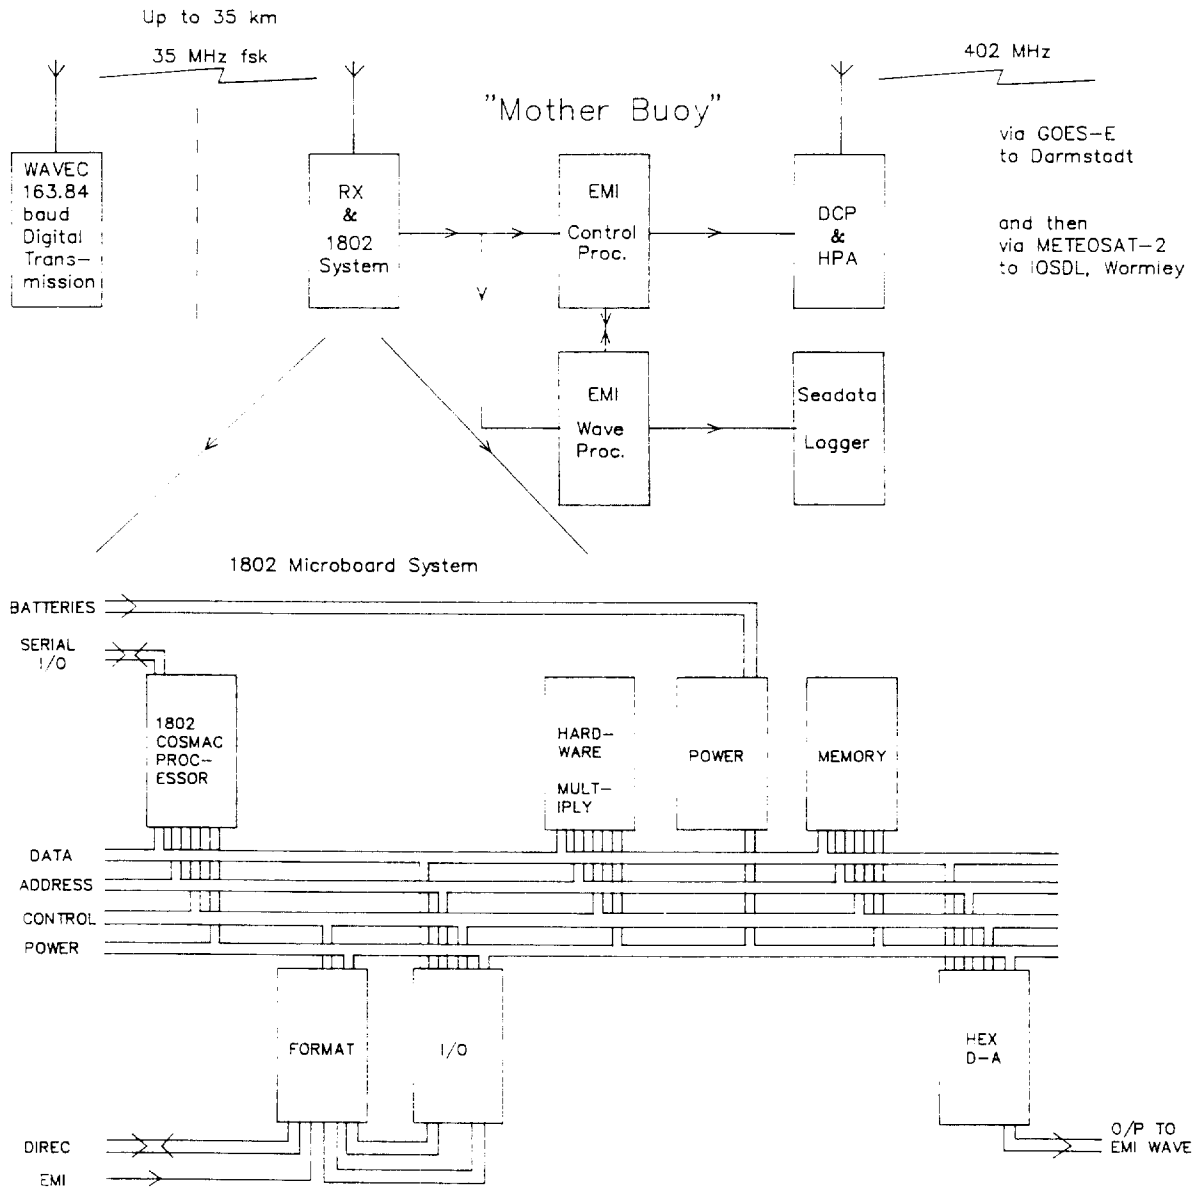 Up to 35 km
35 MHz fsk
402 MHz
"Mother Buoy"
via GOES-E
to Darmstadt
and then
via METEOSAT-2
to IOSDL, Wormley
WAVEC
163.84
baud
Digital
Trans-
mission
RX
&
1802
System
EMI
Control
Proc.
DCP
&
HPA
EMI
Wave
Proc.
Seadata
Logger
1802 Microboard System
BATTERIES
SERIAL
I/O
1802
COSMAC
PROC-
ESSOR
HARD-
WARE
MULT-
IPLY
POWER
MEMORY
DATA
ADDRESS
CONTROL
POWER
FORMAT
I/O
HEX
D-A
DIREC
EMI
O/P TO
EMI WAVE